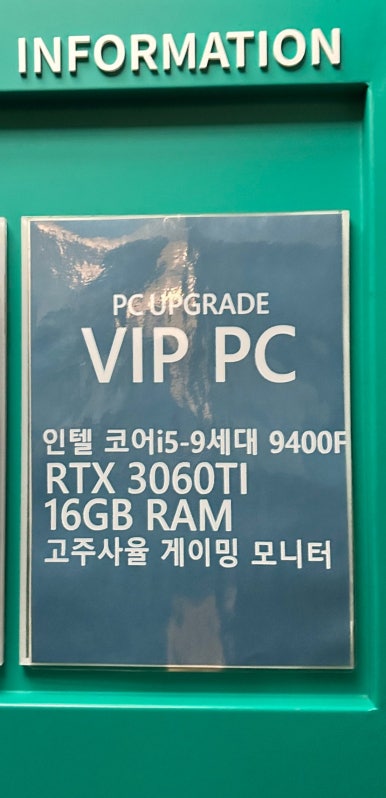 INFORMATION
PC UPGRADE
VIP PC
인텔 코어i5-9세대 9400F
RTX 3060TI
16GB RAM
고주사율 게이밍 모니터